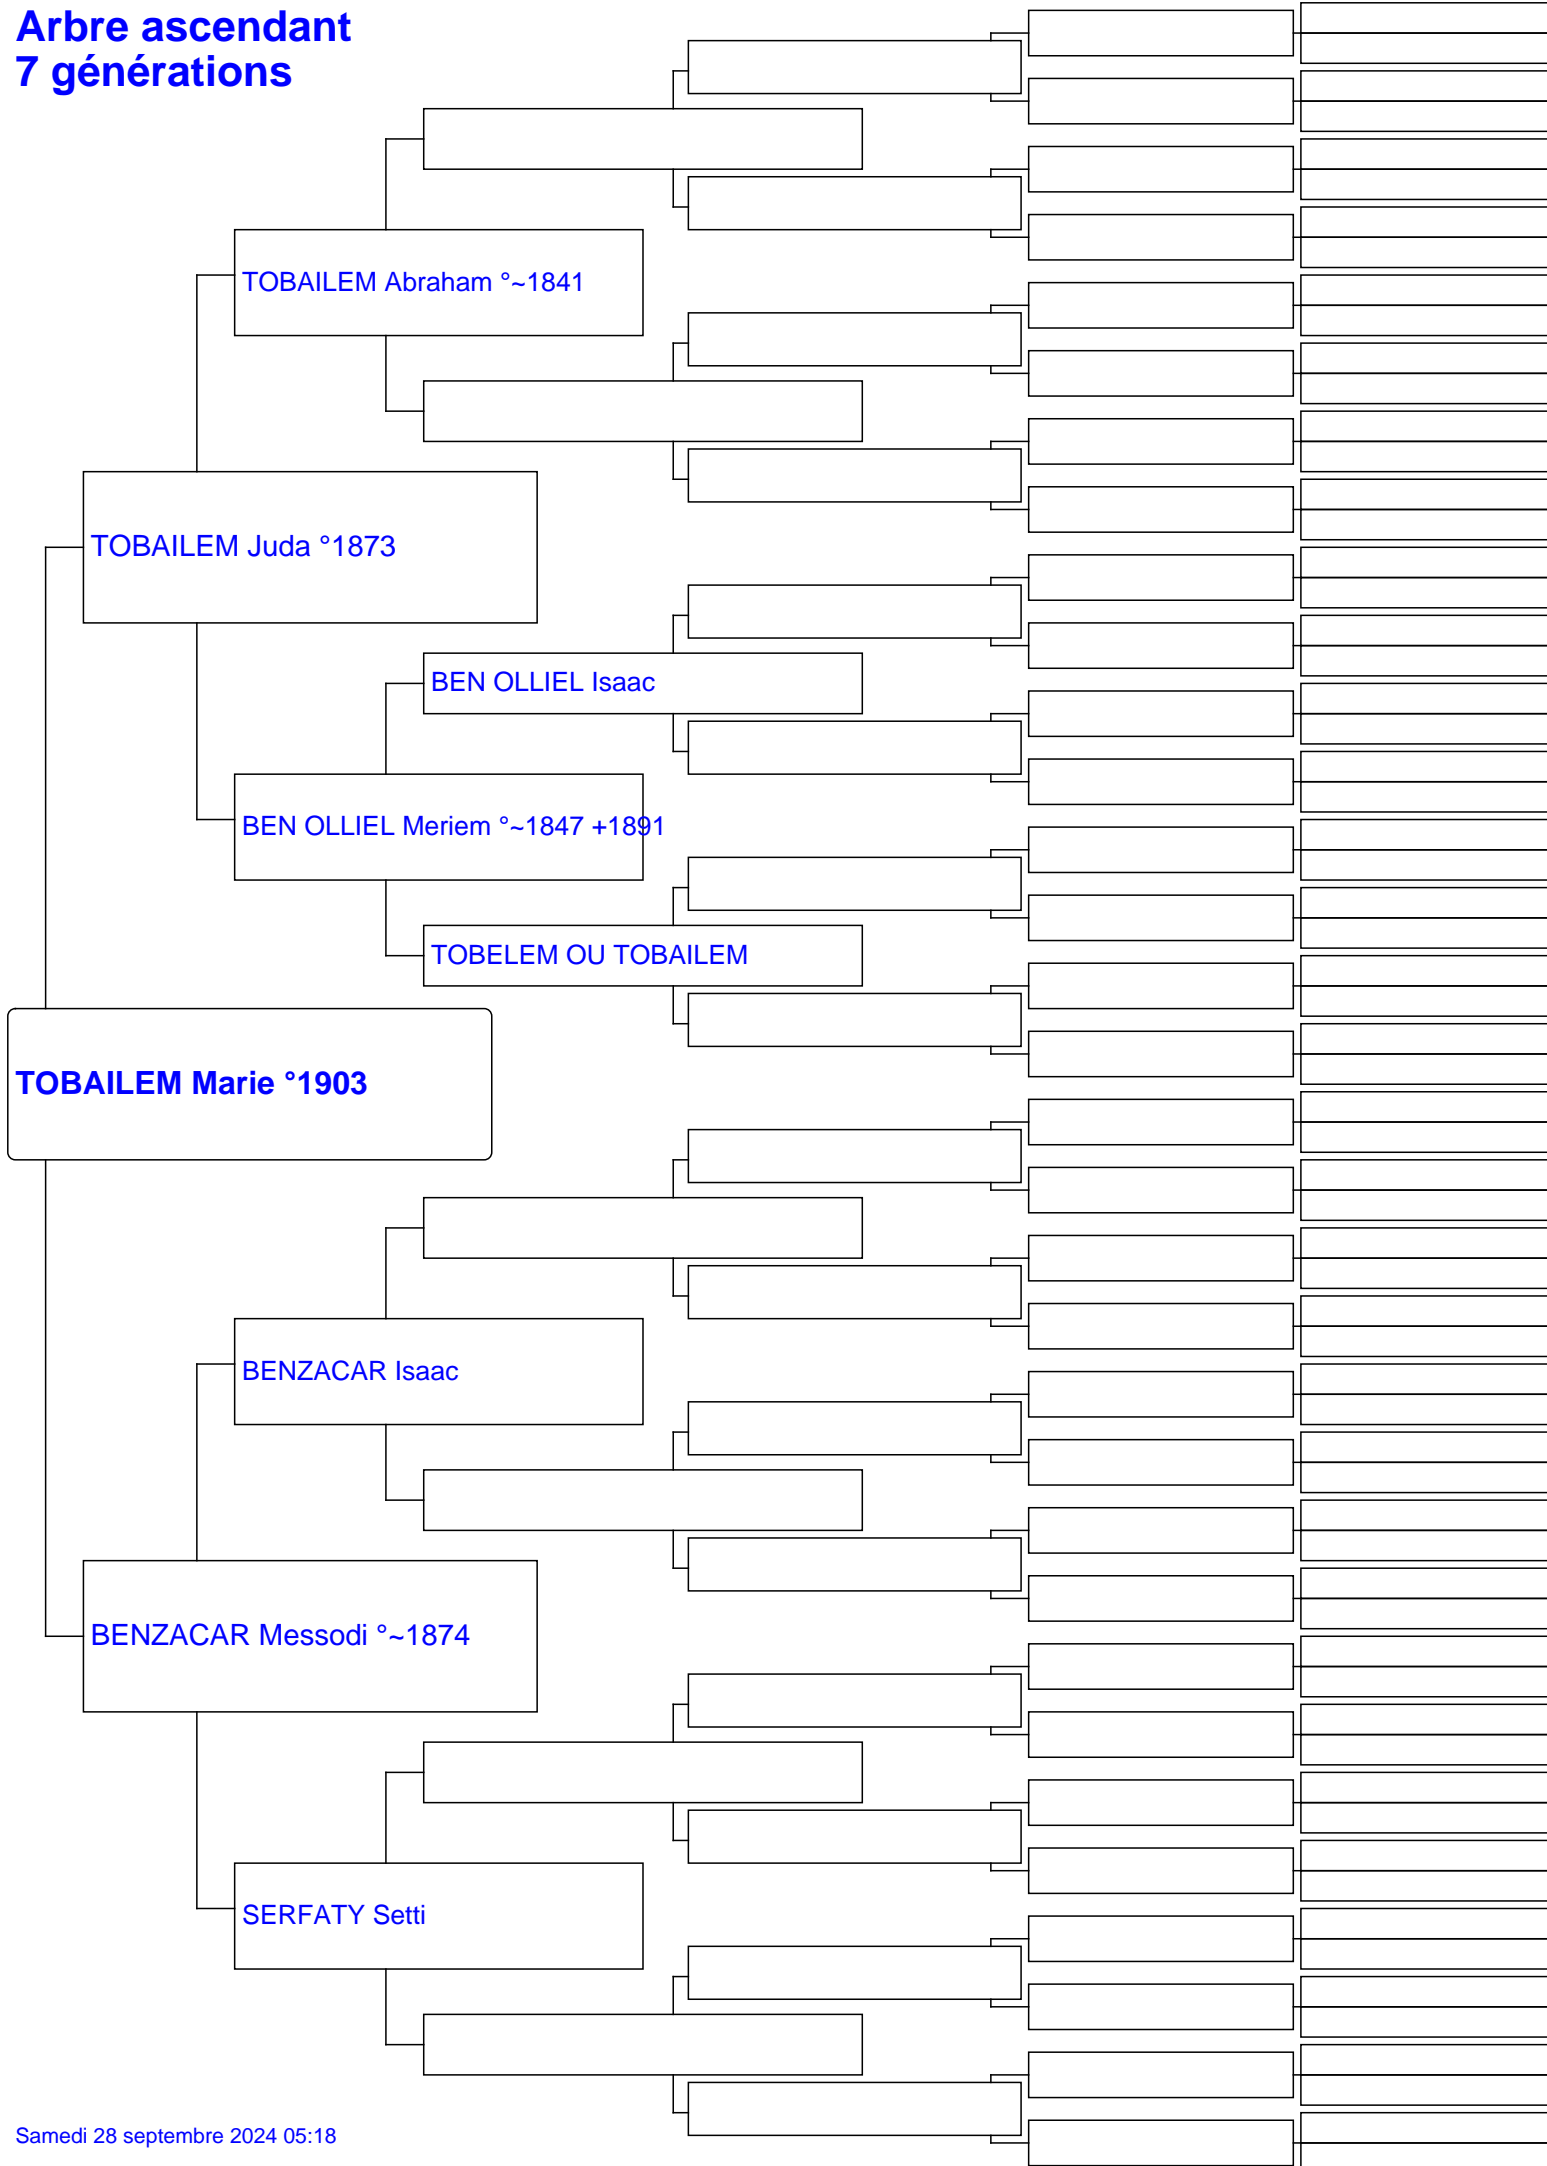 Arbre ascendant
7 générations
TOBAILEM Abraham °~1841
TOBAILEM Juda °1873
BEN OLLIEL Isaac
BEN OLLIEL Meriem °~1847 +1891
TOBELEM OU TOBAILEM
TOBAILEM Marie °1903
BENZACAR Isaac
BENZACAR Messodi °~1874
SERFATY Setti
Samedi 28 septembre 2024 05:18